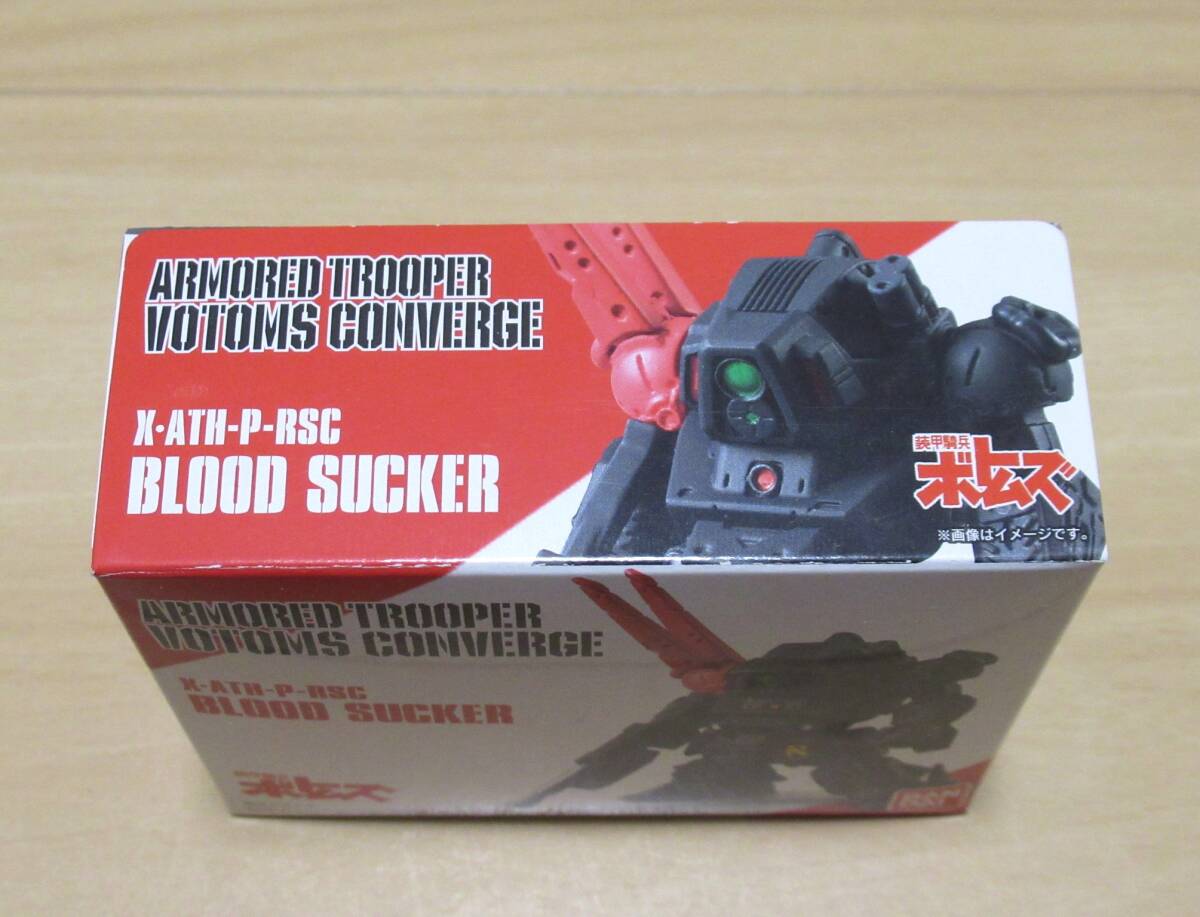 ARMORED TROOPER
VOTOMS CONVERGE
X・ATH-P-RSC
BLOOD SUCKER
装甲騎兵
ボトムズ
※画像はイメージです。
ARMORED TROOPER
VOTOMS CONVERGE
X・ATH-P-RSC
BLOOD SUCKER
ボトムズ